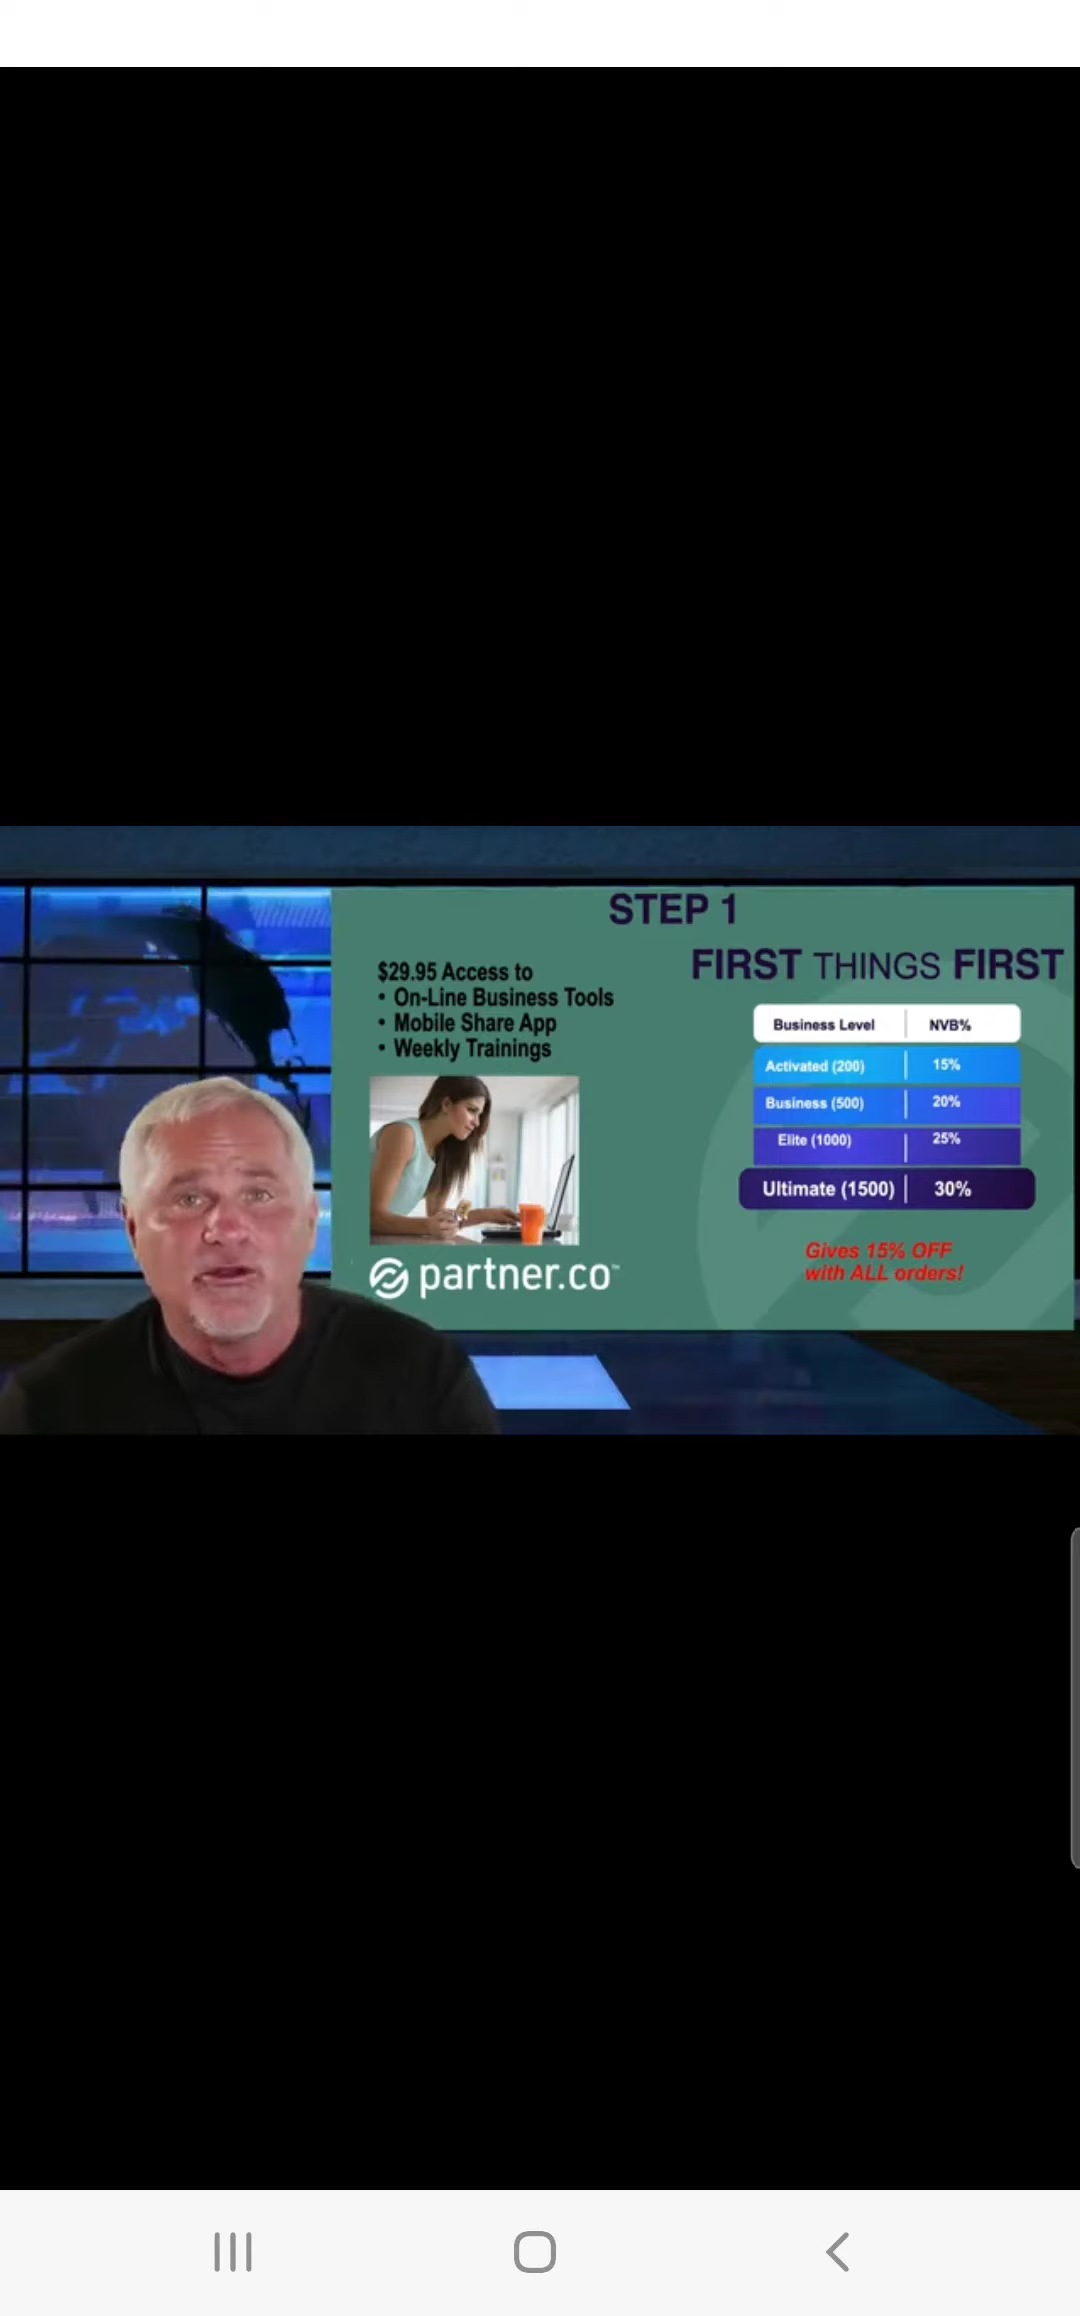 STEP 1
FIRST THINGS FIRST
$29.95 Access to
• On-Line Business Tools
• Mobile Share App
• Weekly Trainings
partner.co™
Business Level NVB%
Activated (200) 15%
Business (500) 20%
Elite (1000) 25%
Ultimate (1500) 30%
Gives 15% OFF
with ALL orders!